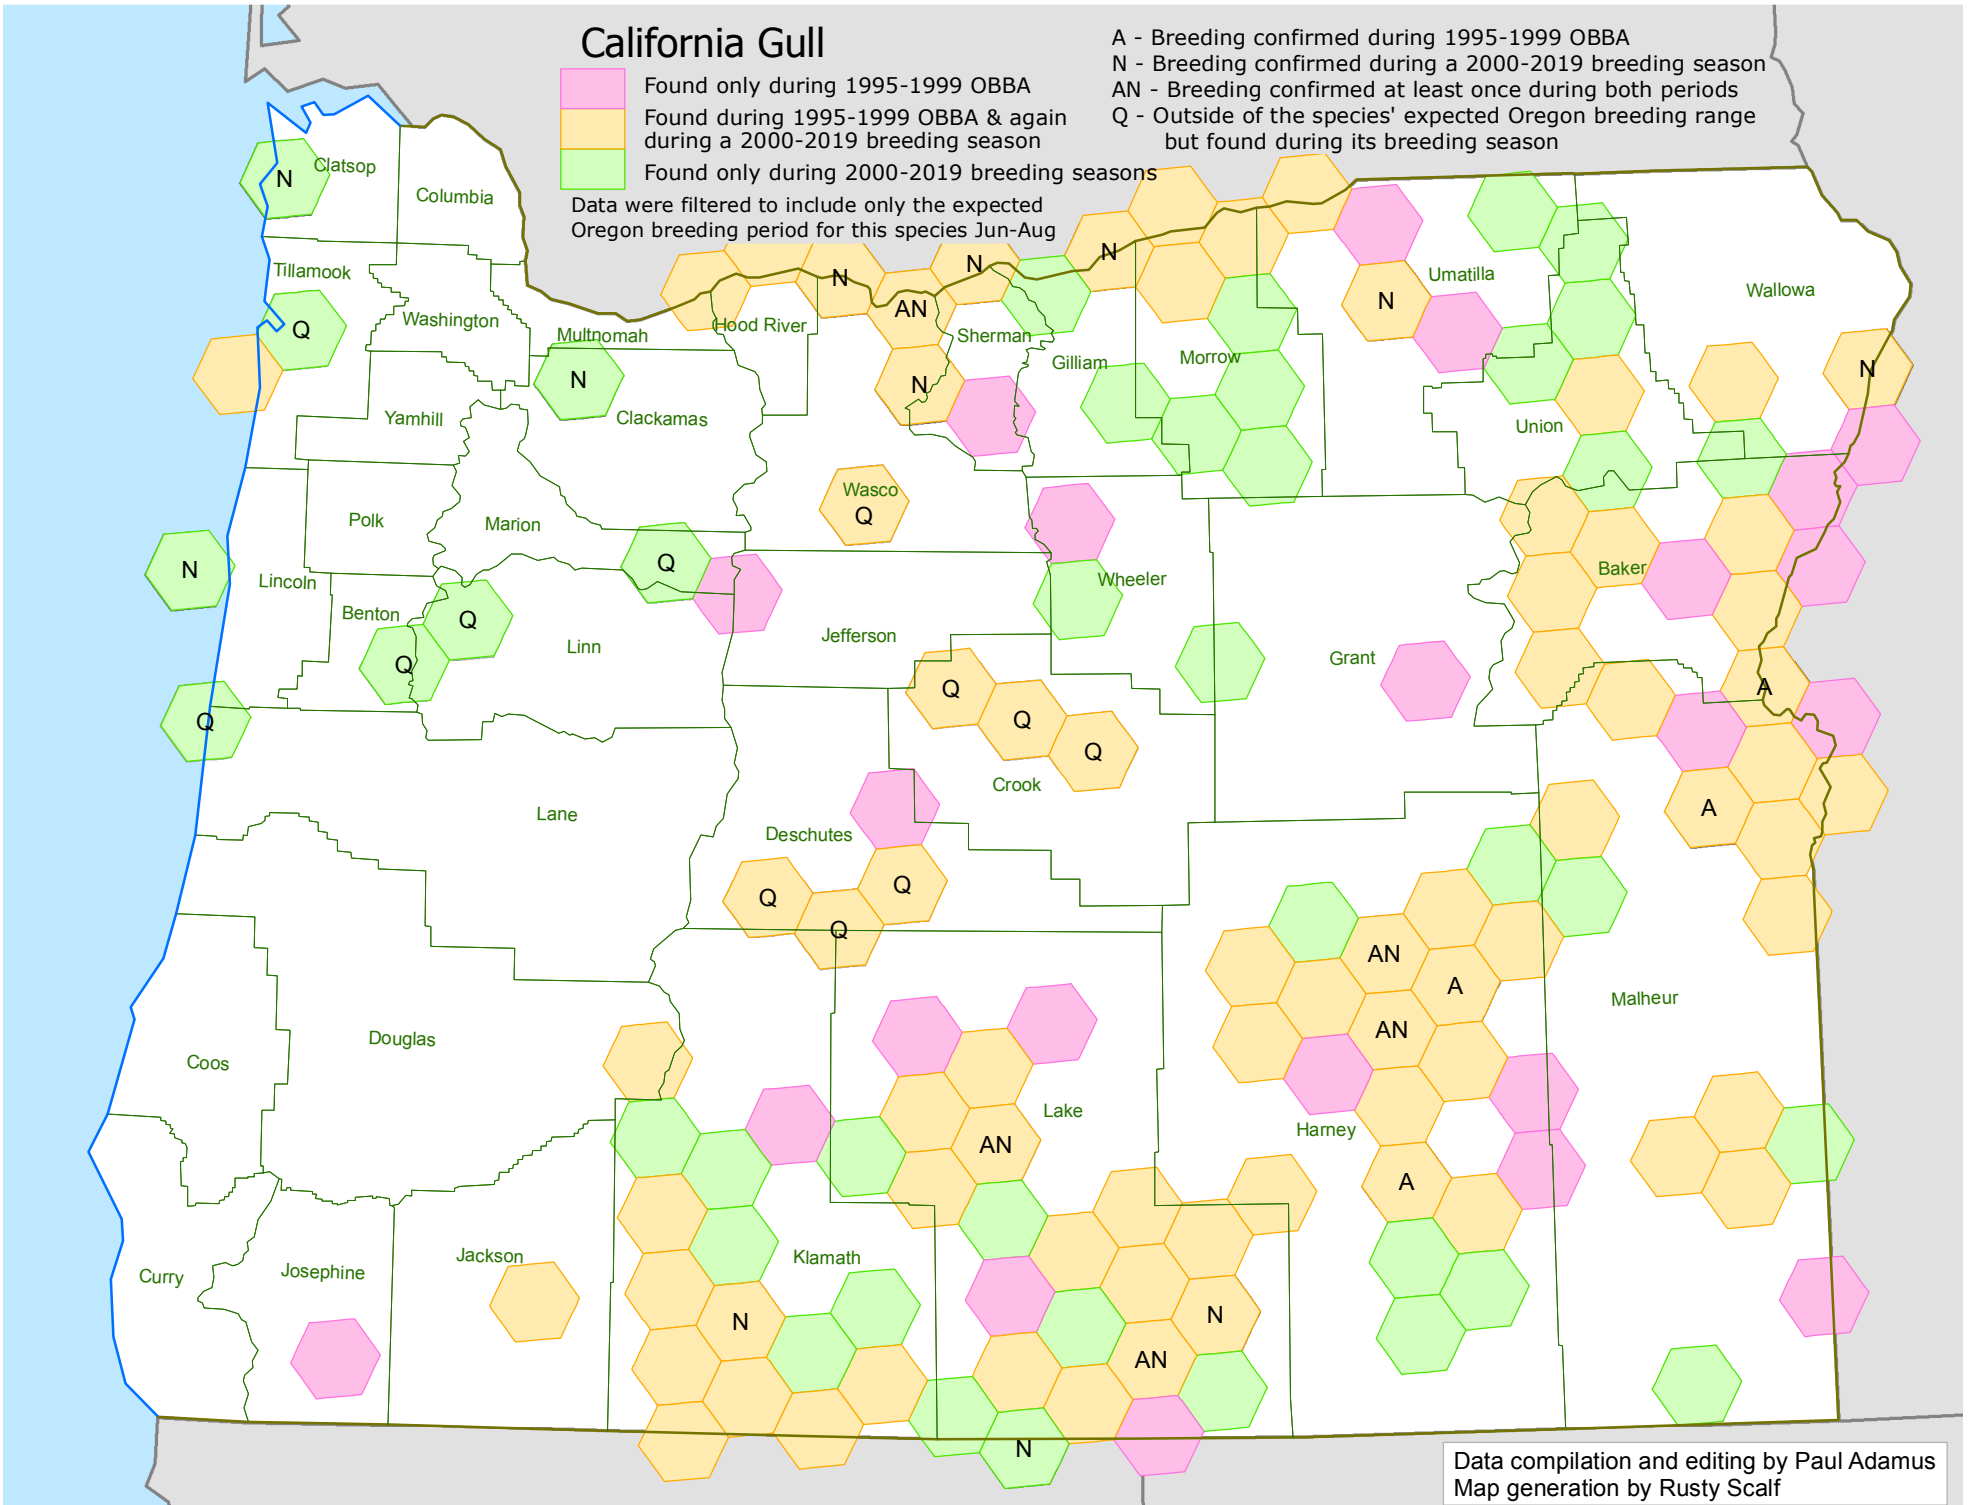 California Gull
Found only during 1995-1999 OBBA
Found during 1995-1999 OBBA & again
during a 2000-2019 breeding season
Found only during 2000-2019 breeding seasons
Data were filtered to include only the expected
Oregon breeding period for this species Jun-Aug
A - Breeding confirmed during 1995-1999 OBBA
N - Breeding confirmed during a 2000-2019 breeding season
AN - Breeding confirmed at least once during both periods
Q - Outside of the species' expected Oregon breeding range
but found during its breeding season
Clatsop
N
Columbia
Tillamook
N
N
N
Umatilla
Wallowa
Q
Washington
Multnomah
Hood River
AN
Sherman
N
Gilliam
Morrow
N
N
N
Yamhill
Clackamas
Union
Wasco
Q
Polk
Marion
N
Lincoln
Q
Wheeler
Baker
Benton
Q
Linn
Jefferson
Q
Grant
Q
A
Q
Q
Q
Crook
A
Lane
Deschutes
Q
Q
Q
AN
A
Malheur
AN
Coos
Douglas
Lake
AN
Harney
A
Curry
Josephine
Jackson
Klamath
N
N
AN
N
Data compilation and editing by Paul Adamus
Map generation by Rusty Scalf